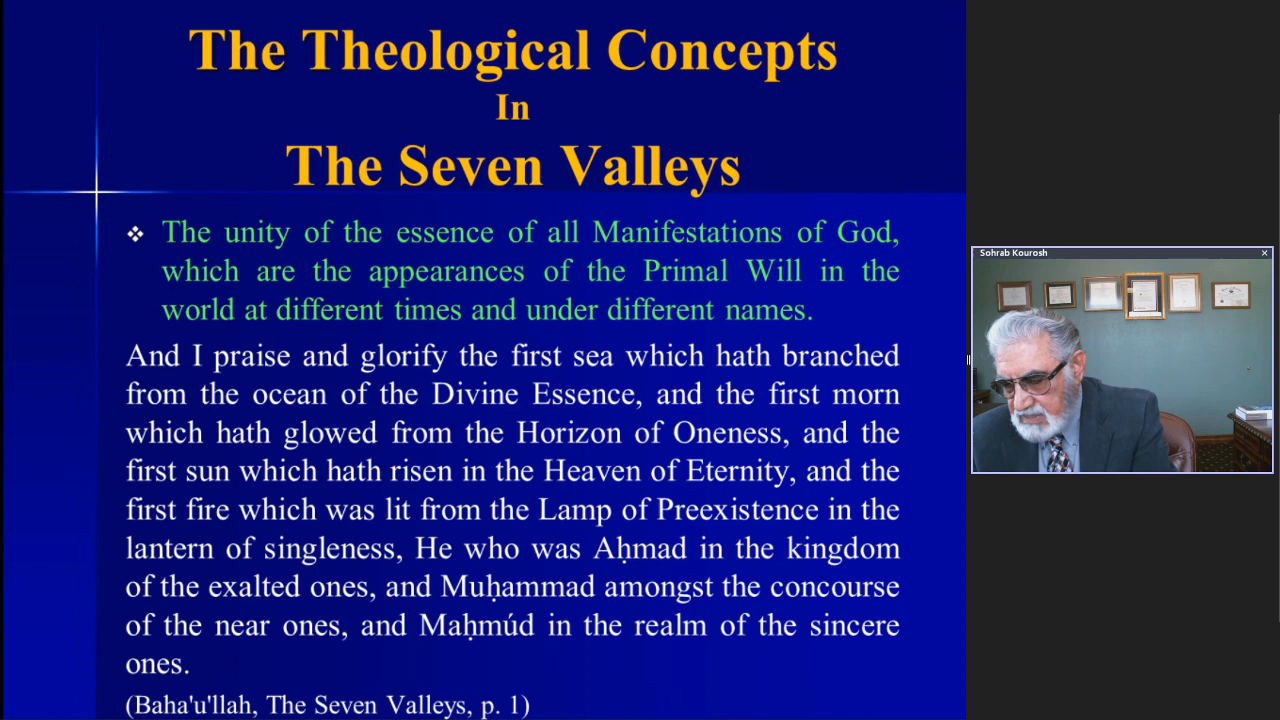 The Theological Concepts
In
The Seven Valleys
The unity of the essence of all Manifestations of God,
which are the appearances of the Primal Will in the
world at different times and under different names.
And I praise and glorify the first sea which hath branched
from the ocean of the Divine Essence, and the first morn
which hath glowed from the Horizon of Oneness, and the
first sun which hath risen in the Heaven of Eternity, and the
first fire which was lit from the Lamp of Preexistence in the
lantern of singleness, He who was Aḥmad in the kingdom
of the exalted ones, and Muḥammad amongst the concourse
of the near ones, and Maḥmúd in the realm of the sincere
ones.
(Baha'u'llah, The Seven Valleys, p. 1)
Sohrab Kourosh